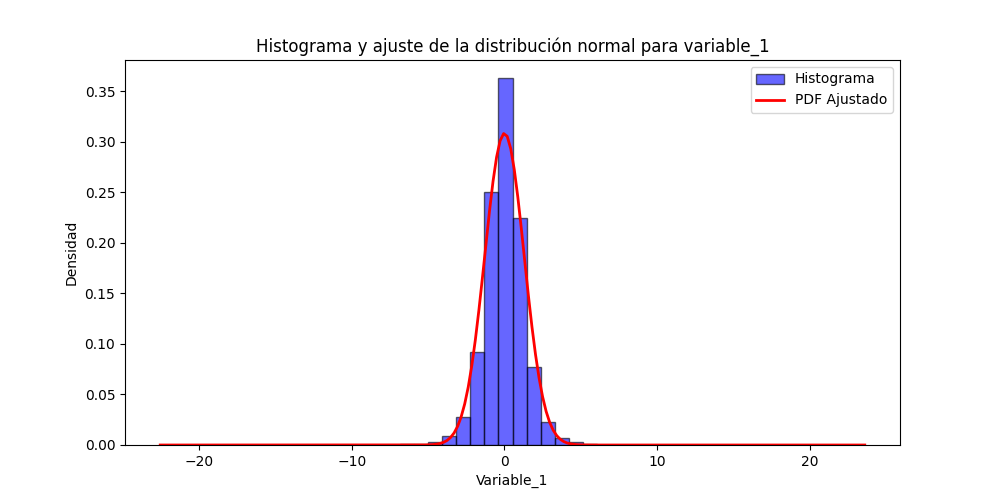 Histograma y ajuste de la distribución normal para variable_1
Histograma
PDF Ajustado
Densidad
0.35
0.30
0.25
0.20
0.15
0.10
0.05
0.00
−20
−10
0
10
20
Variable_1